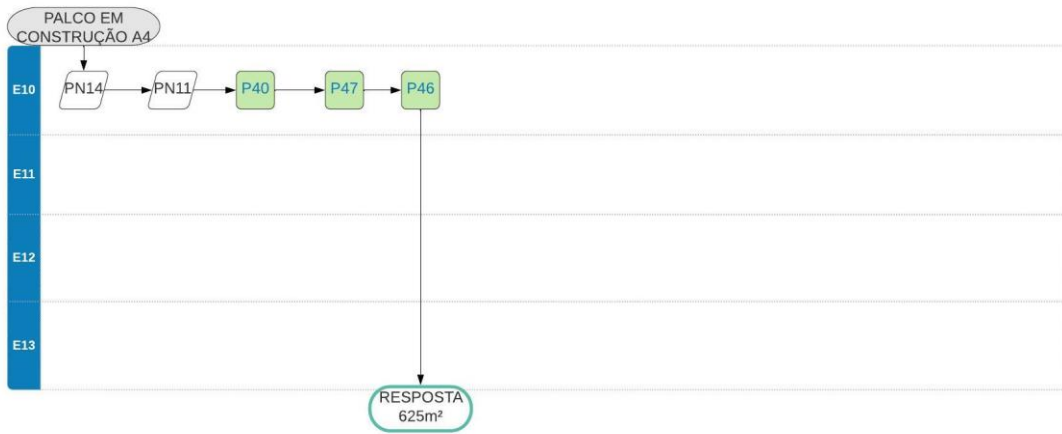 PALCO EM
CONSTRUÇÃO A4
E10
PN14
PN11
P40
P47
P46
E11
E12
E13
RESPOSTA
625m²